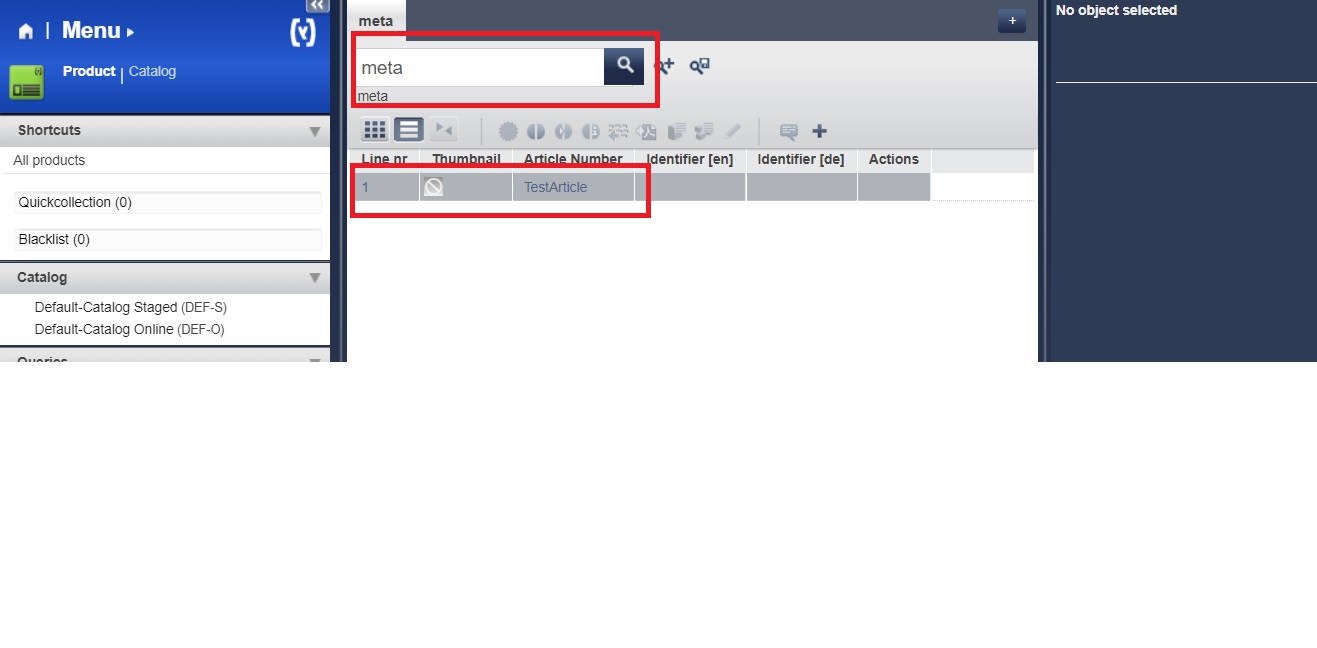 Menu
Product | Catalog
Shortcuts
All products
Quickcollection (0)
Blacklist (0)
Catalog
Default-Catalog Staged (DEF-S)
Default-Catalog Online (DEF-O)
Queries
meta
+
meta
meta
Line nr Thumbnail Article Number Identifier [en] Identifier [de] Actions
1 TestArticle
No object selected